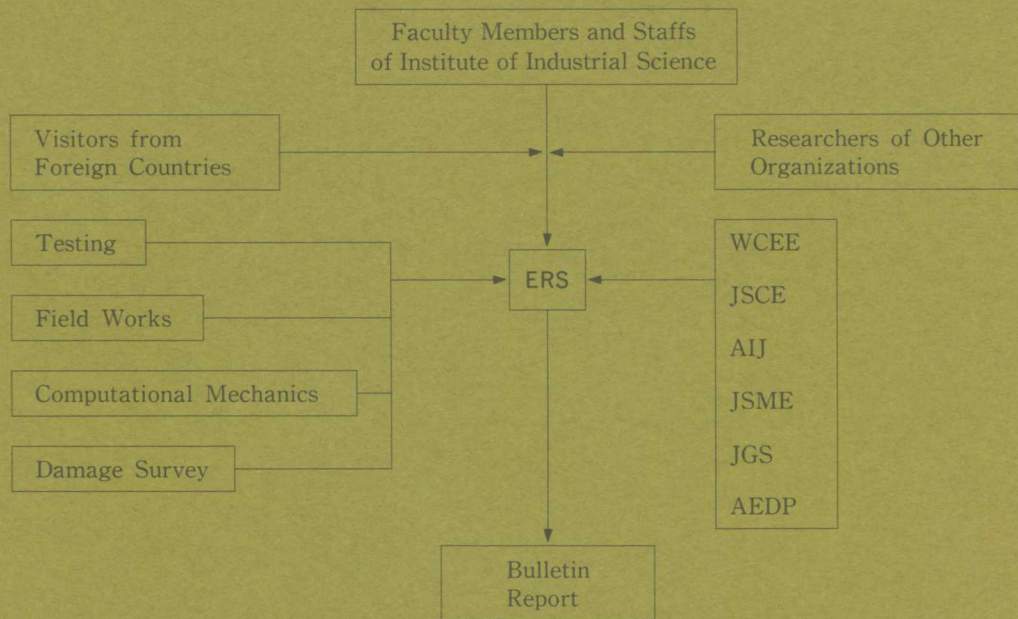 Faculty Members and Staffs
of Institute of Industrial Science
Visitors from
Foreign Countries
Researchers of Other
Organizations
Testing
Field Works
Computational Mechanics
Damage Survey
ERS
WCEE
JSCE
AIJ
JSME
JGS
AEDP
Bulletin
Report